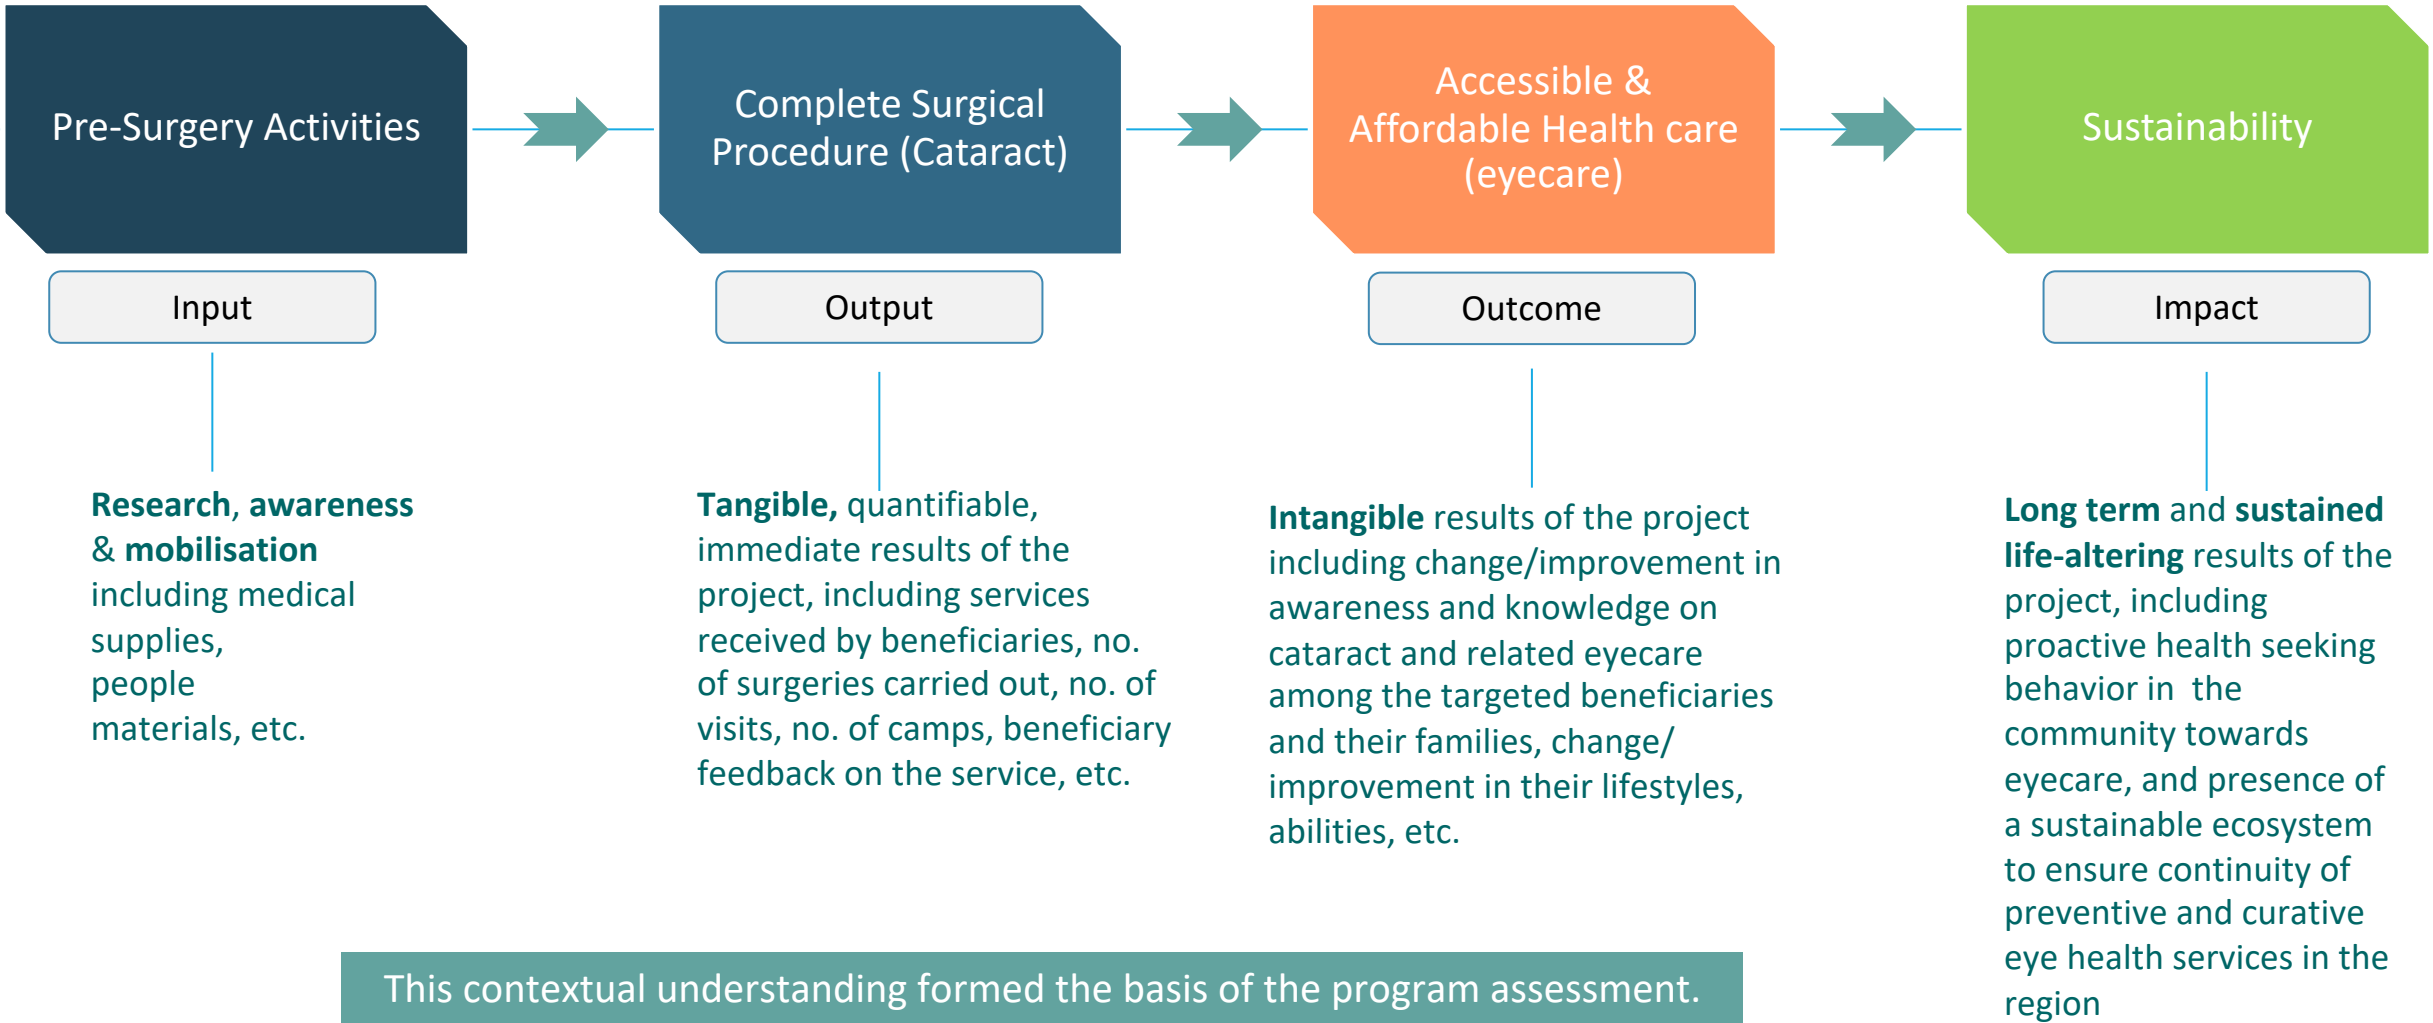 Pre-Surgery Activities
Complete Surgical
Procedure (Cataract)
Accessible &
Affordable Health care
(eyecare)
Sustainability
Input
Output
Outcome
Impact
Research, awareness
& mobilisation
including medical
supplies,
people
materials, etc.
Tangible, quantifiable,
immediate results of the
project, including services
received by beneficiaries, no.
of surgeries carried out, no. of
visits, no. of camps, beneficiary
feedback on the service, etc.
Intangible results of the project
including change/improvement in
awareness and knowledge on
cataract and related eyecare
among the targeted beneficiaries
and their families, change/
improvement in their lifestyles,
abilities, etc.
Long term and sustained
life-altering results of the
project, including
proactive health seeking
behavior in  the
community towards
eyecare, and presence of
a sustainable ecosystem
to ensure continuity of
preventive and curative
eye health services in the
region
This contextual understanding formed the basis of the program assessment.